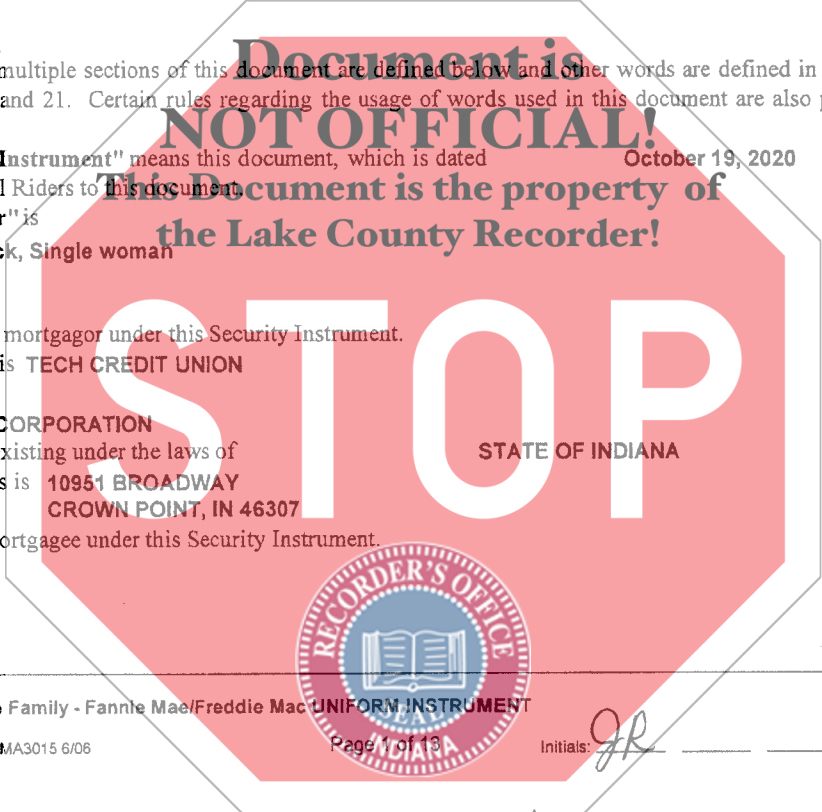 Document is
multiple sections of this document are defined below and other words are defined in
and 21. Certain rules regarding the usage of words used in this document are also
NOT OFFICIAL!
Instrument" means this document, which is dated October 19, 2020
Riders to this document.
This Document is the property of
r" is
the Lake County Recorder!
ck, Single woman
STOP
mortgagor under this Security Instrument.
is TECH CREDIT UNION
CORPORATION
xisting under the laws of STATE OF INDIANA
s is 10951 BROADWAY
CROWN POINT, IN 46307
ortgagee under this Security Instrument.
RECORDER'S OFFICE
SEAL
INDIANA
Family - Fannie Mae/Freddie Mac UNIFORM INSTRUMENT
MA3015 6/06 Page 1 of 13 Initials: JR